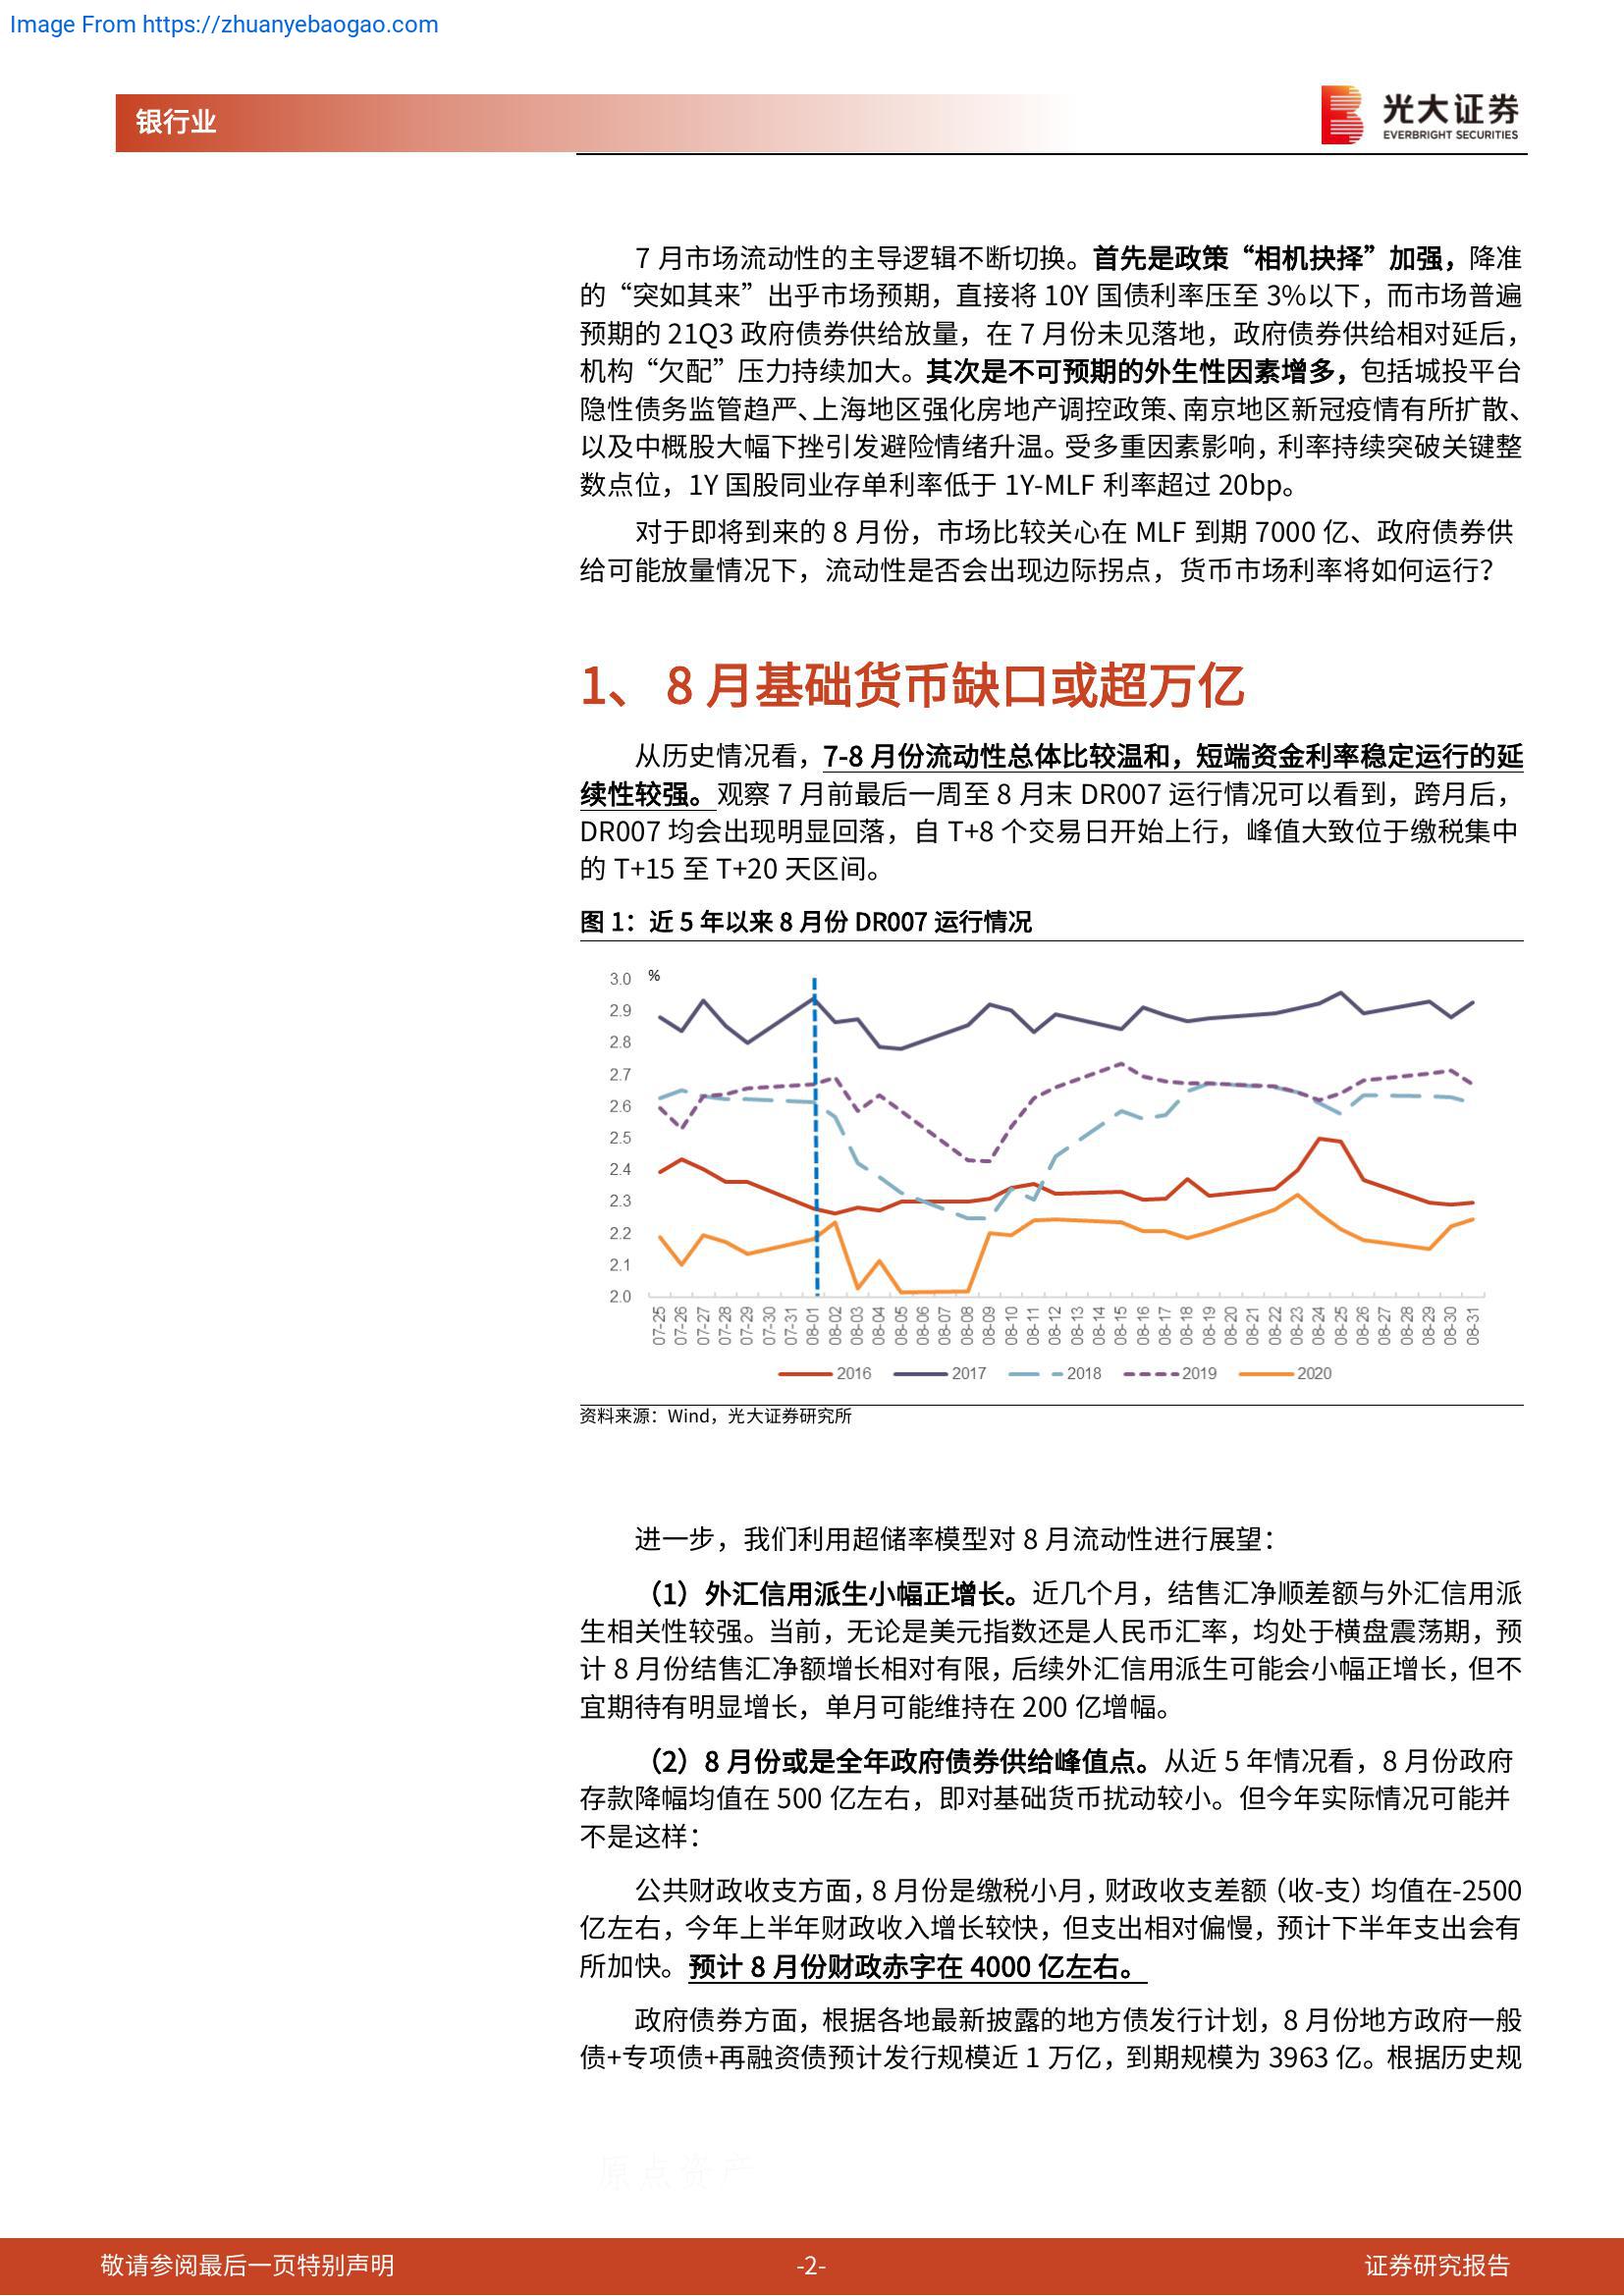 Image From https://zhuanyebaogao.com
银行业
光大证券
EVERBRIGHT SECURITIES
7 月市场流动性的主导逻辑不断切换。首先是政策“相机抉择”加强，降准
的“突如其来”出乎市场预期，直接将 10Y 国债利率压至 3%以下，而市场普遍
预期的 21Q3 政府债券供给放量，在 7 月份未见落地，政府债券供给相对延后，
机构“欠配”压力持续加大。其次是不可预期的外生性因素增多，包括城投平台
隐性债务监管趋严、上海地区强化房地产调控政策、南京地区新冠疫情有所扩散、
以及中概股大幅下挫引发避险情绪升温。受多重因素影响，利率持续突破关键整
数点位，1Y 国股同业存单利率低于 1Y-MLF 利率超过 20bp。
对于即将到来的 8 月份，市场比较关心在 MLF 到期 7000 亿、政府债券供
给可能放量情况下，流动性是否会出现边际拐点，货币市场利率将如何运行？
1、 8 月基础货币缺口或超万亿
从历史情况看，7-8 月份流动性总体比较温和，短端资金利率稳定运行的延
续性较强。观察 7 月前最后一周至 8 月末 DR007 运行情况可以看到，跨月后，
DR007 均会出现明显回落，自 T+8 个交易日开始上行，峰值大致位于缴税集中
的 T+15 至 T+20 天区间。
图 1：近 5 年以来 8 月份 DR007 运行情况
%
3.0
2.9
2.8
2.7
2.6
2.5
2.4
2.3
2.2
2.1
2.0
07-25 07-26 07-27 07-28 07-29 07-30 07-31 08-01 08-02 08-03 08-04 08-05 08-06 08-07 08-08 08-09 08-10 08-11 08-12 08-13 08-14 08-15 08-16 08-17 08-18 08-19 08-20 08-21 08-22 08-23 08-24 08-25 08-26 08-27 08-28 08-29 08-30 08-31
2016 2017 2018 2019 2020
资料来源：Wind，光大证券研究所
进一步，我们利用超储率模型对 8 月流动性进行展望：
（1）外汇信用派生小幅正增长。近几个月，结售汇净顺差额与外汇信用派
生相关性较强。当前，无论是美元指数还是人民币汇率，均处于横盘震荡期，预
计 8 月份结售汇净额增长相对有限，后续外汇信用派生可能会小幅正增长，但不
宜期待有明显增长，单月可能维持在 200 亿增幅。
（2）8 月份或是全年政府债券供给峰值点。从近 5 年情况看，8 月份政府
存款降幅均值在 500 亿左右，即对基础货币扰动较小。但今年实际情况可能并
不是这样：
公共财政收支方面，8 月份是缴税小月，财政收支差额（收-支）均值在-2500
亿左右，今年上半年财政收入增长较快，但支出相对偏慢，预计下半年支出会有
所加快。预计 8 月份财政赤字在 4000 亿左右。
政府债券方面，根据各地最新披露的地方债发行计划，8 月份地方政府一般
债+专项债+再融资债预计发行规模近 1 万亿，到期规模为 3963 亿。根据历史规
原点资产
敬请参阅最后一页特别声明
-2-
证券研究报告